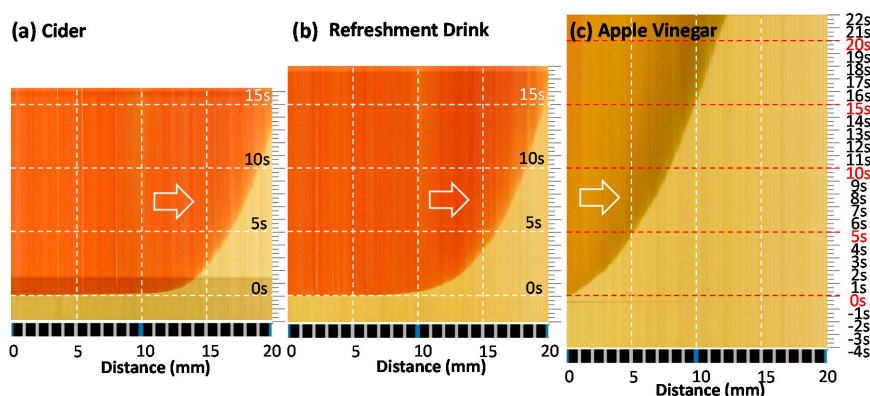 (a) Cider
15s
10s
5s
0s
0 5 10 15 20
Distance (mm)
(b) Refreshment Drink
15s
10s
5s
0s
0 5 10 15 20
Distance (mm)
(c) Apple Vinegar
22s
21s
20s
19s
18s
17s
16s
15s
14s
13s
12s
11s
10s
9s
8s
7s
6s
5s
4s
3s
2s
1s
0s
-1s
-2s
-3s
-4s
0 5 10 15 20
Distance (mm)